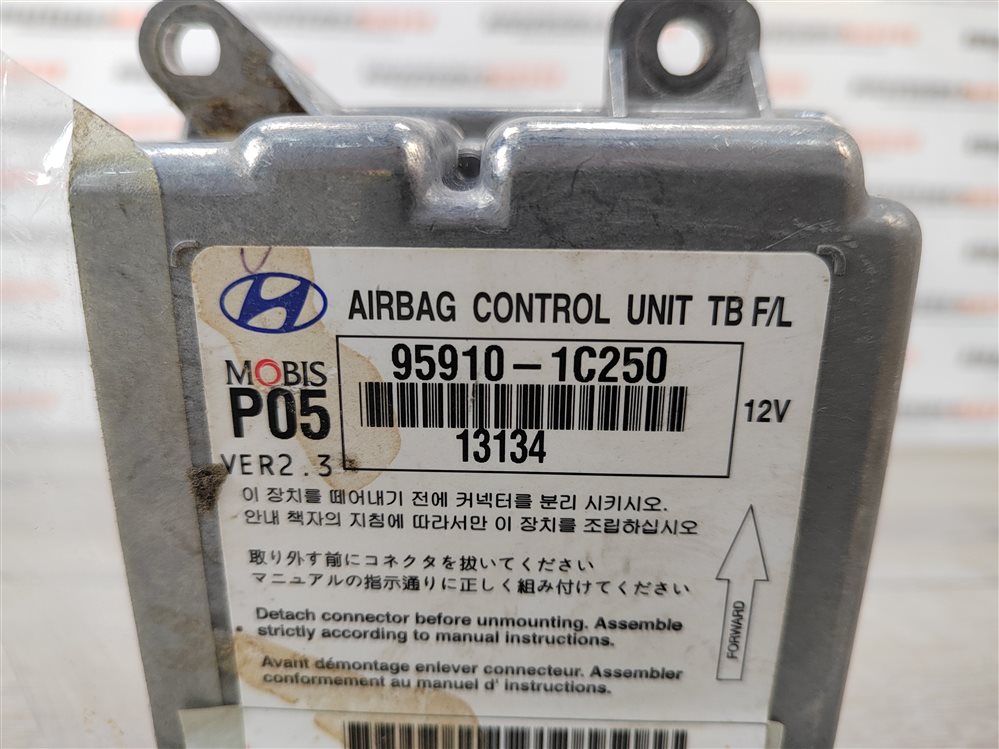 AIRBAG CONTROL UNIT TB F/L
MOBIS
95910-1C250
P05
12V
13134
VER2.3
이 장치를 떼어내기 전에 커넥터를 분리 시키시오.
안내 책자의 지침에 따라서만 이 장치를 조립하십시오
取り外す前にコネクタを抜いてください
マニュアルの指示通りに正しく組み付けてください
Detach connector before unmounting. Assemble
strictly according to manual instructions.
FORWARD
Avant démontage enlever connecteur. Assembler
conformement au manuel d' instructions.